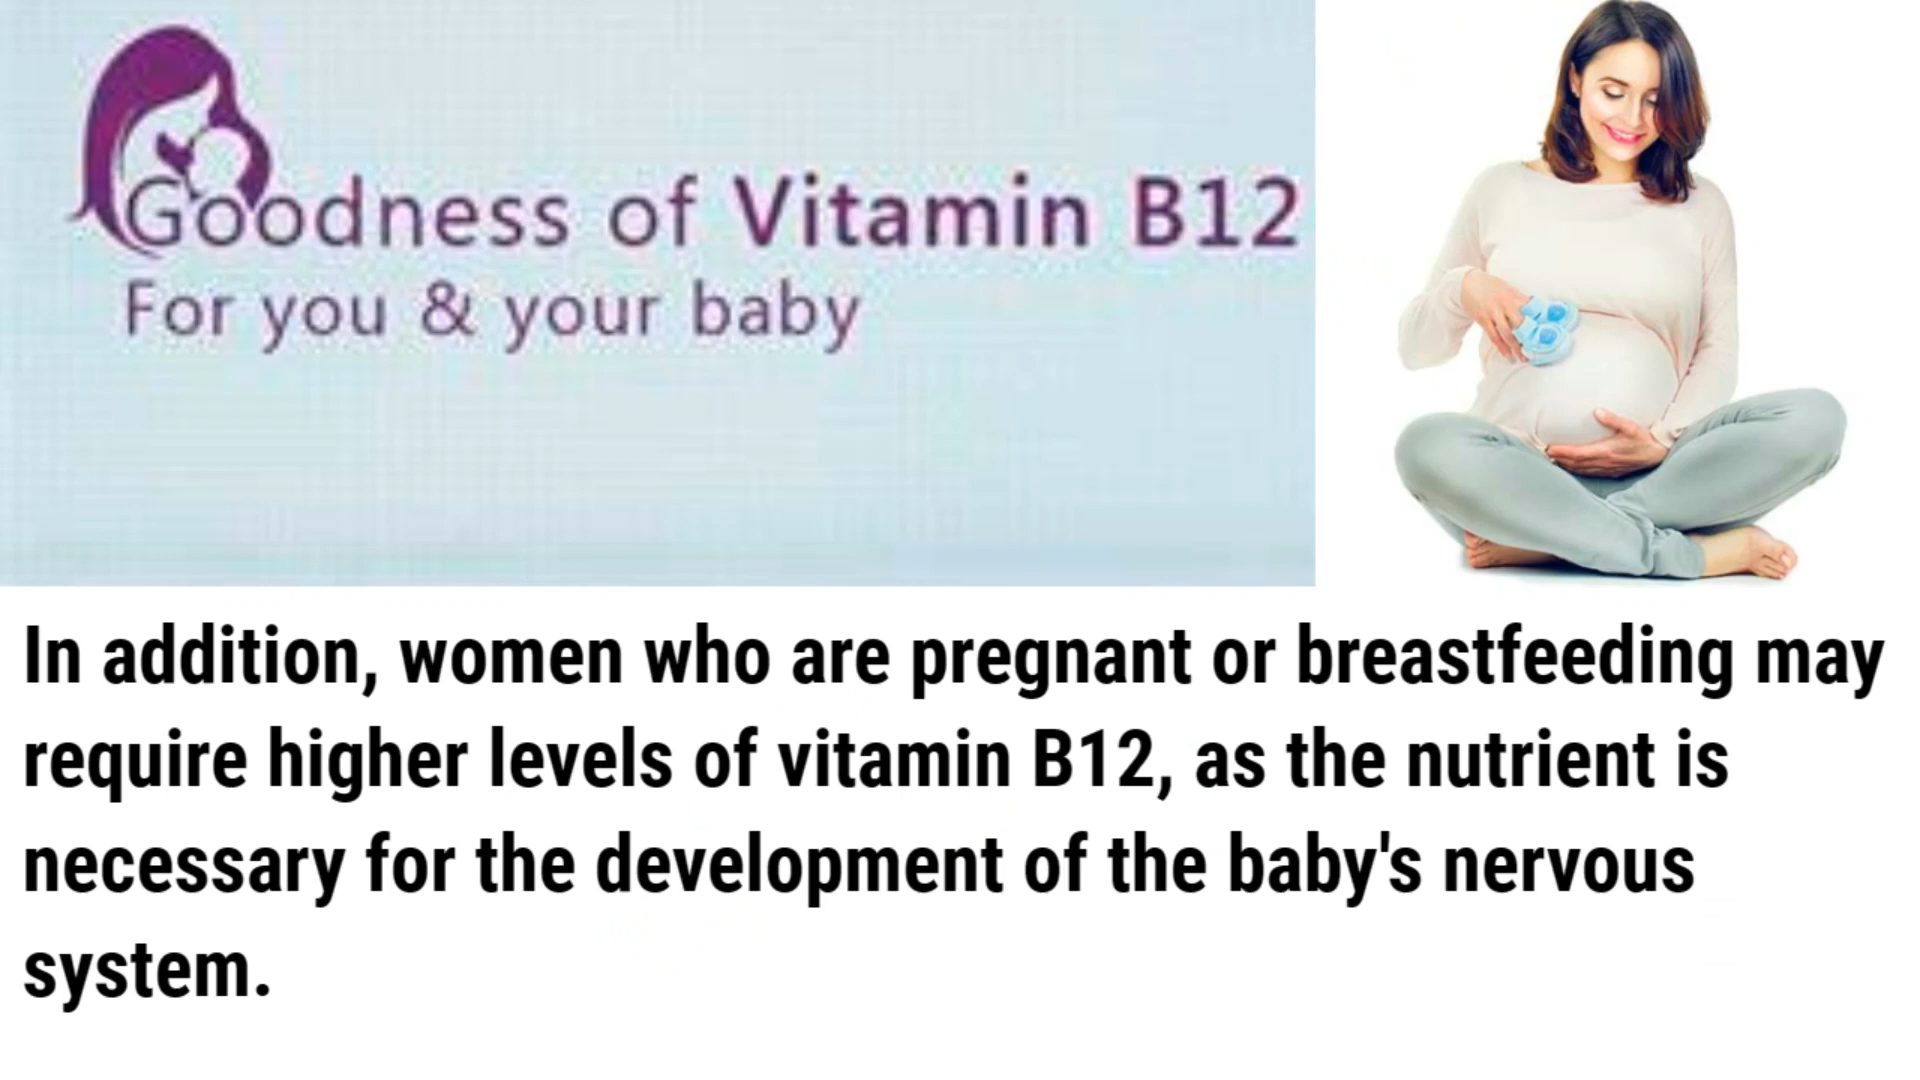 Goodness of Vitamin B12
For you & your baby
In addition, women who are pregnant or breastfeeding may
require higher levels of vitamin B12, as the nutrient is
necessary for the development of the baby's nervous
system.